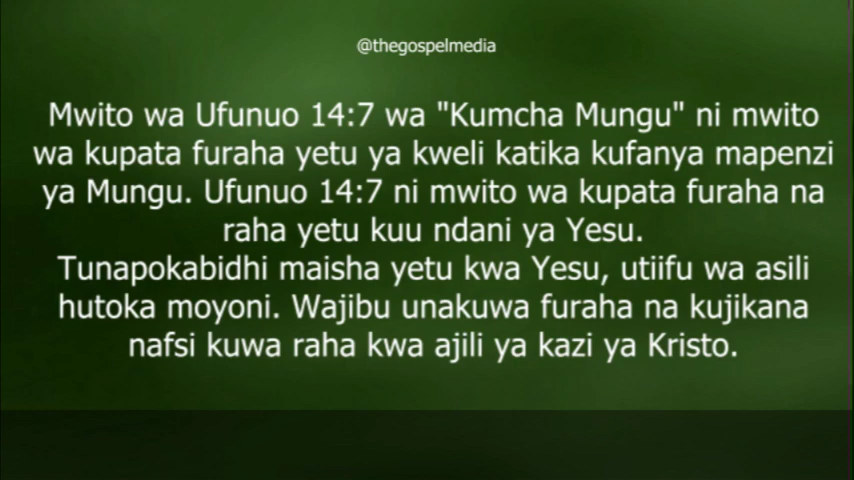 @thegospelmedia
Mwito wa Ufunuo 14:7 wa "Kumcha Mungu" ni mwito
wa kupata furaha yetu ya kweli katika kufanya mapenzi
ya Mungu. Ufunuo 14:7 ni mwito wa kupata furaha na
raha yetu kuu ndani ya Yesu.
Tunapokabidhi maisha yetu kwa Yesu, utiifu wa asili
hutoka moyoni. Wajibu unakuwa furaha na kujikana
nafsi kuwa raha kwa ajili ya kazi ya Kristo.